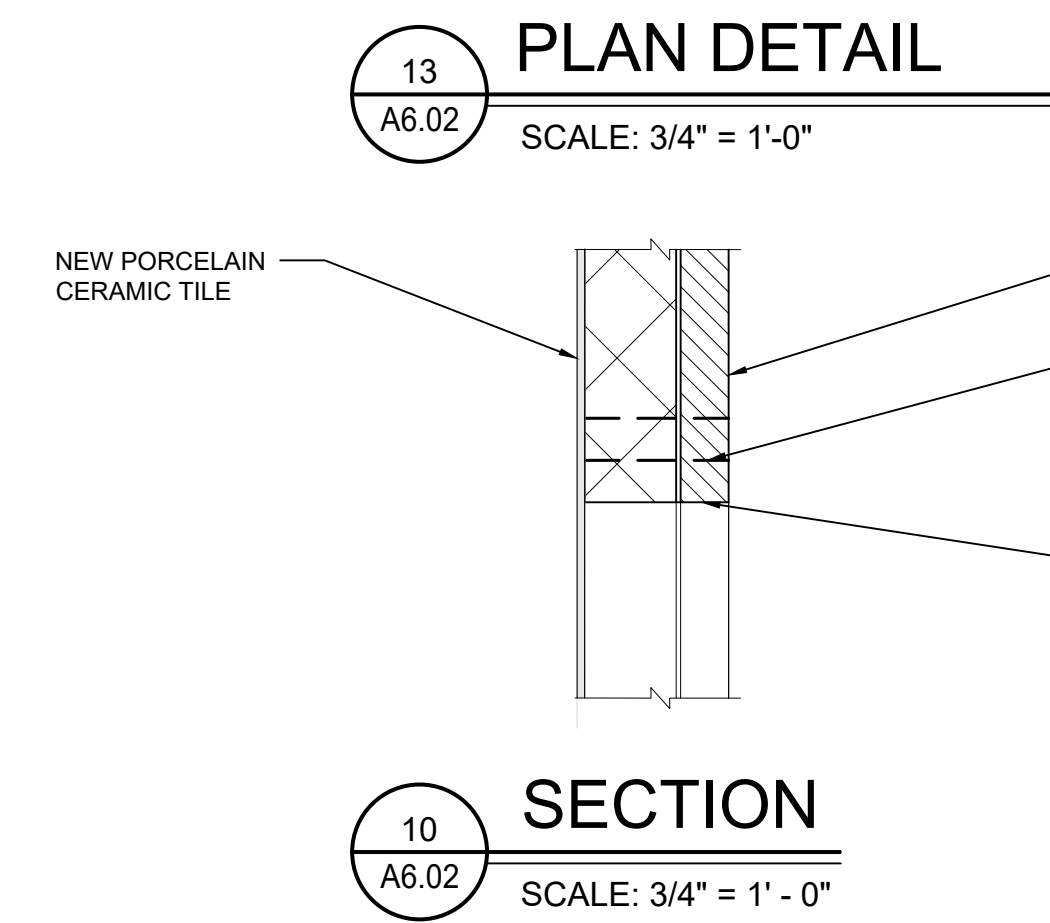 PLAN DETAIL
13
A6.02
SCALE: 3/4" = 1'-0"
NEW PORCELAIN
CERAMIC TILE
SECTION
10
A6.02
SCALE: 3/4" = 1' - 0"